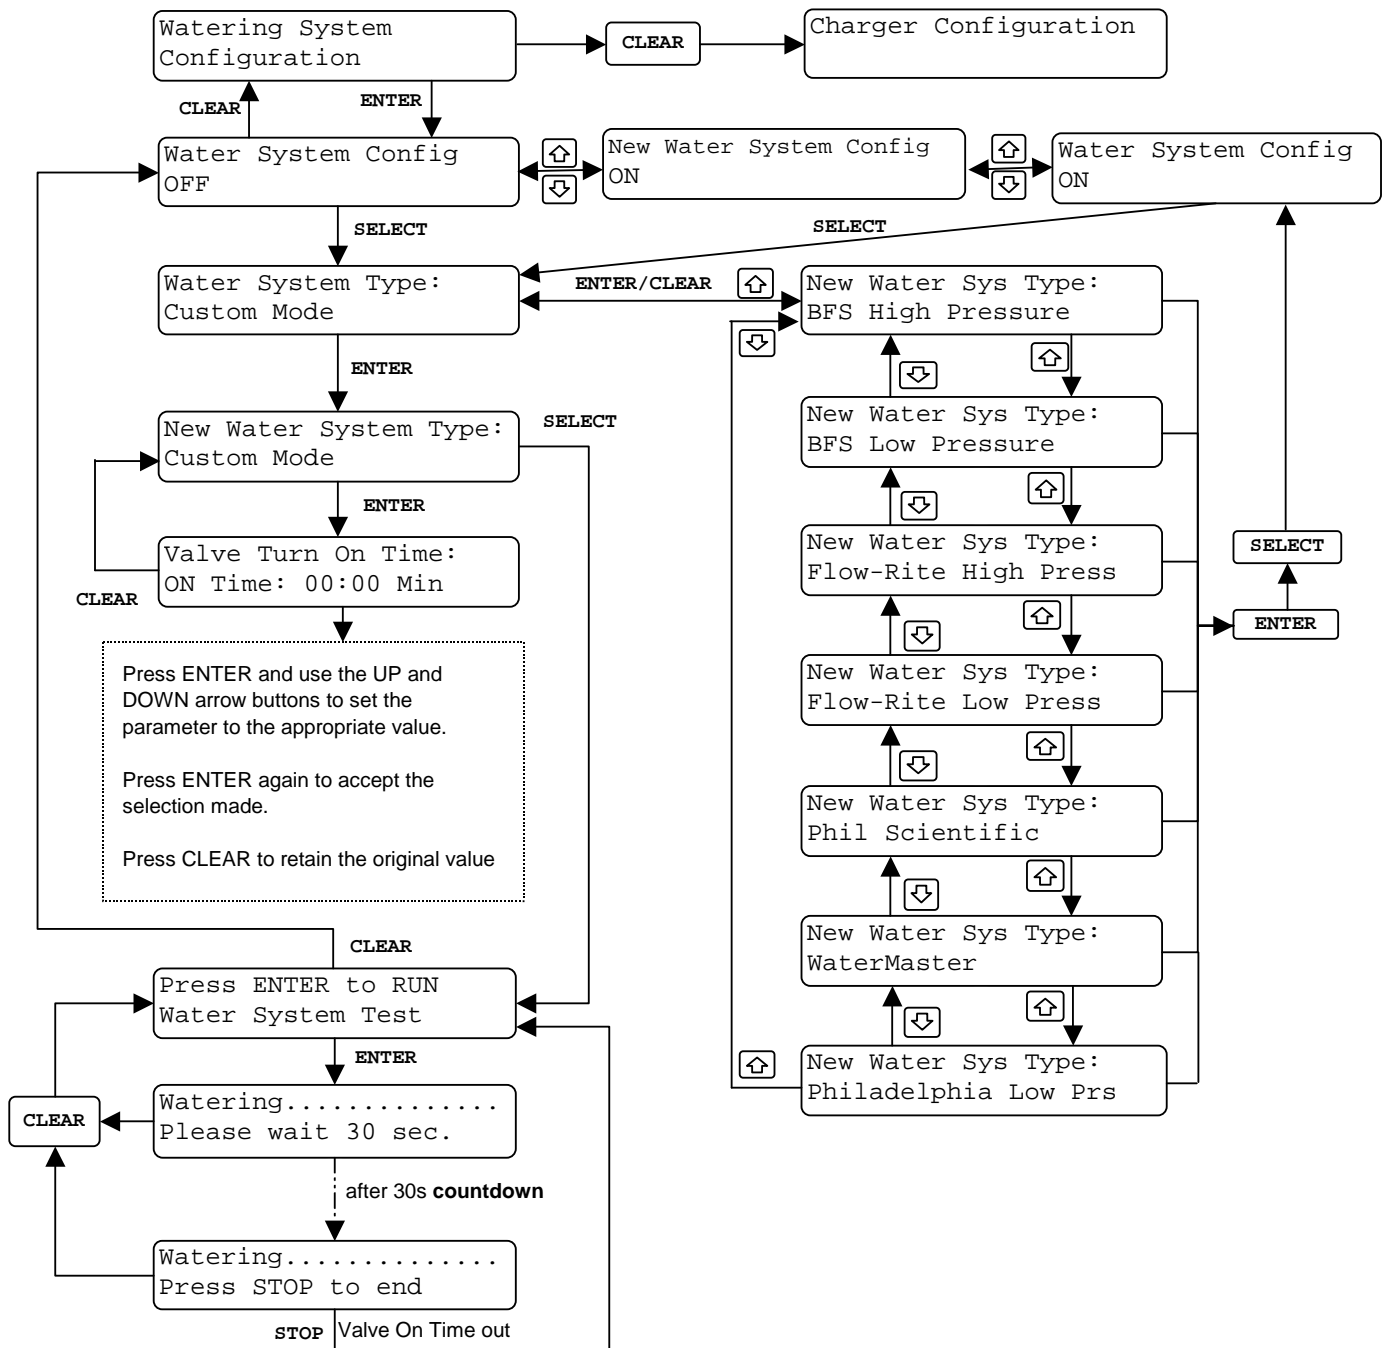 Watering System
Configuration
CLEAR
Charger Configuration
CLEAR
ENTER
Water System Config
OFF
New Water System Config
ON
Water System Config
ON
SELECT
SELECT
Water System Type:
Custom Mode
ENTER/CLEAR
New Water Sys Type:
BFS High Pressure
ENTER
New Water System Type:
Custom Mode
SELECT
New Water Sys Type:
BFS Low Pressure
ENTER
Valve Turn On Time:
ON Time: 00:00 Min
CLEAR
New Water Sys Type:
Flow-Rite High Press
SELECT
ENTER
Press ENTER and use the UP and
DOWN arrow buttons to set the
parameter to the appropriate value.
Press ENTER again to accept the
selection made.
Press CLEAR to retain the original value
New Water Sys Type:
Flow-Rite Low Press
New Water Sys Type:
Phil Scientific
New Water Sys Type:
WaterMaster
New Water Sys Type:
Philadelphia Low Prs
CLEAR
Press ENTER to RUN
Water System Test
ENTER
CLEAR
Watering..............
Please wait 30 sec.
after 30s countdown
Watering..............
Press STOP to end
STOP
Valve On Time out